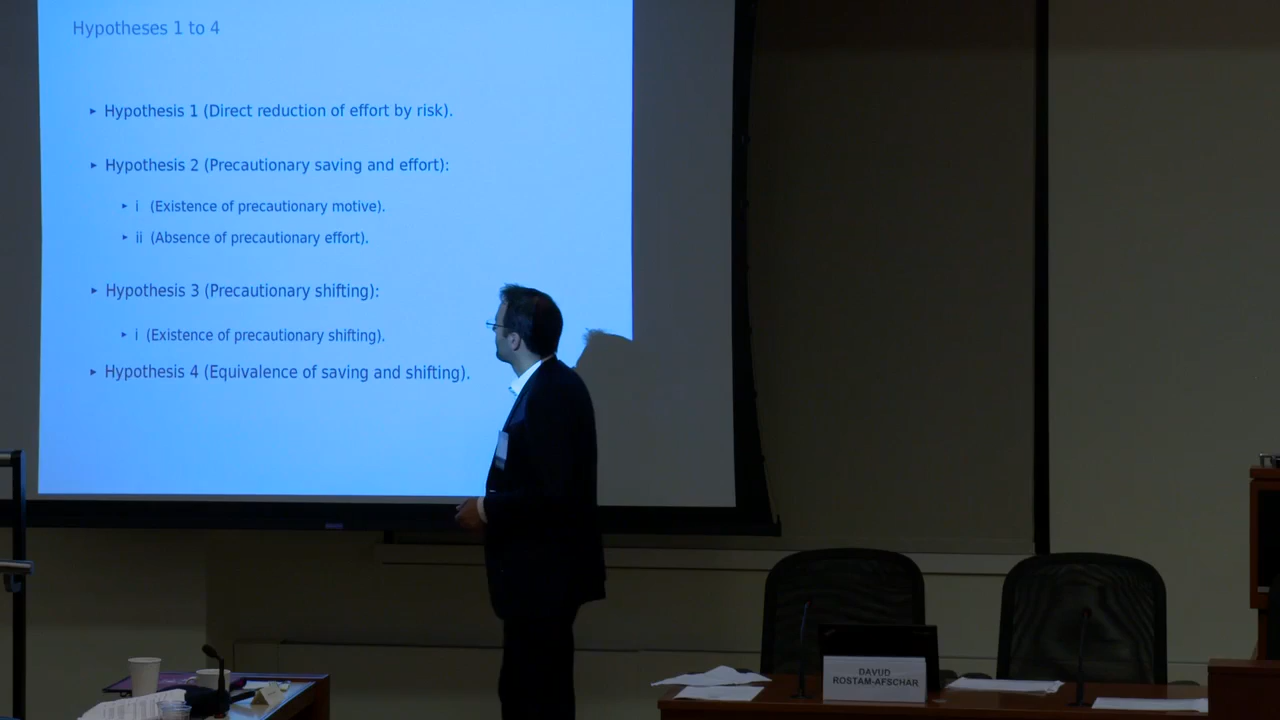 Hypotheses 1 to 4
▸ Hypothesis 1 (Direct reduction of effort by risk).
▸ Hypothesis 2 (Precautionary saving and effort):
▸ i (Existence of precautionary motive).
▸ ii (Absence of precautionary effort).
▸ Hypothesis 3 (Precautionary shifting):
▸ i (Existence of precautionary shifting).
▸ Hypothesis 4 (Equivalence of saving and shifting).
DAVUD
ROSTAM-AFSCHAR